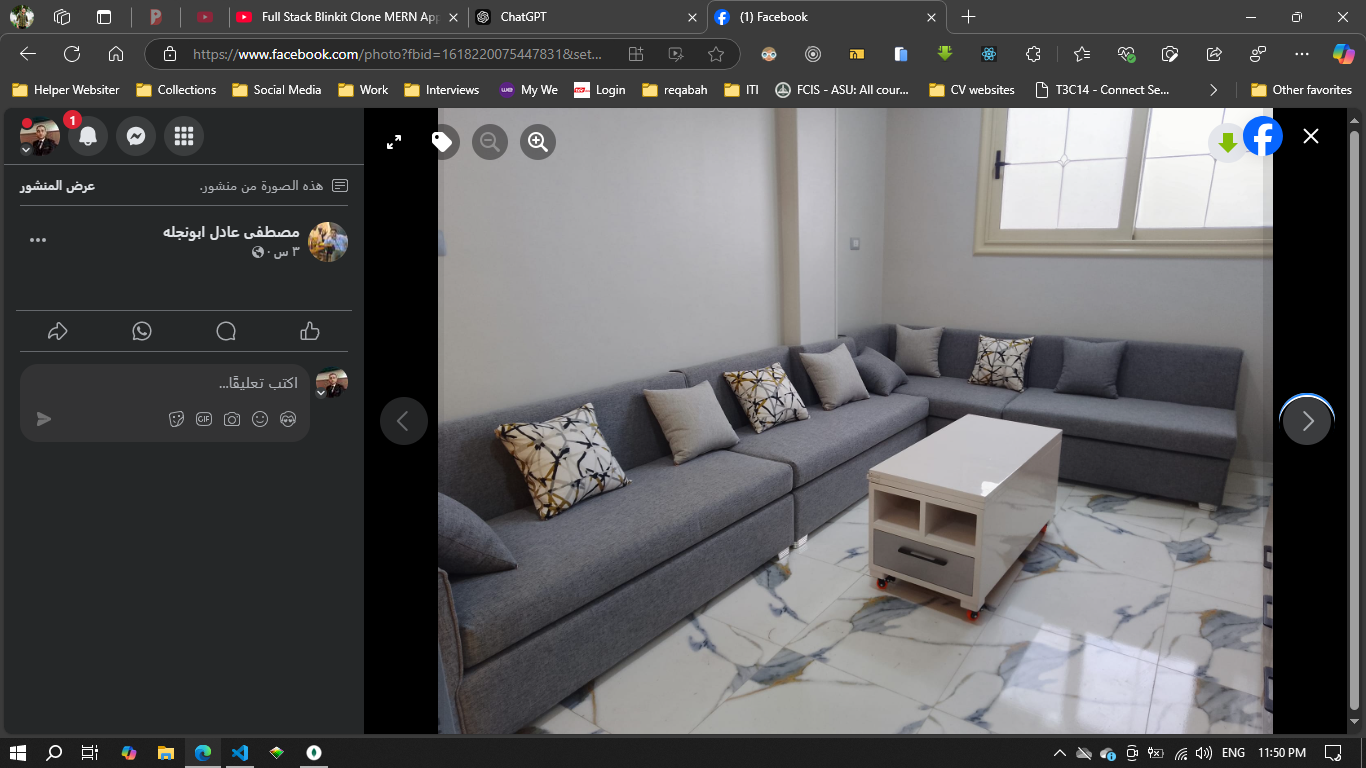 Full Stack Blinkit Clone MERN App
ChatGPT
(1) Facebook
https://www.facebook.com/photo?fbid=1618220075447831&set...
Helper Websiter
Collections
Social Media
Work
Interviews
My We
Login
reqabah
ITI
FCIS - ASU: All cour...
CV websites
T3C14 - Connect Se...
Other favorites
1
هذه الصورة من منشور.
عرض المنشور
مصطفى عادل ابونجله
٣ س ·
اكتب تعليقًا...
GIF
ENG
11:50 PM